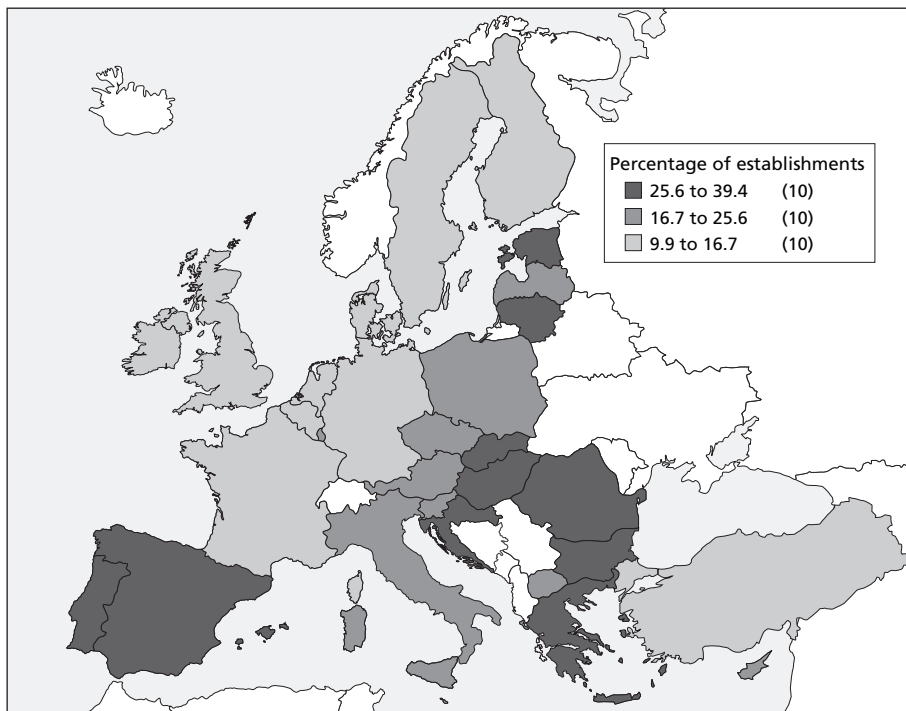 Percentage of establishments
25.6 to 39.4 (10)
16.7 to 25.6 (10)
9.9 to 16.7 (10)